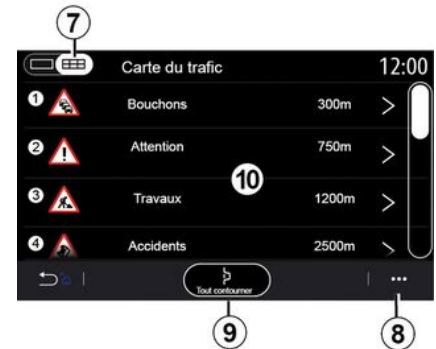 7
Carte du trafic 12:00
1 Bouchons 300m
2 Attention 750m
10
3 Travaux 1200m
4 Accidents 2500m
Tout contourner
9 8